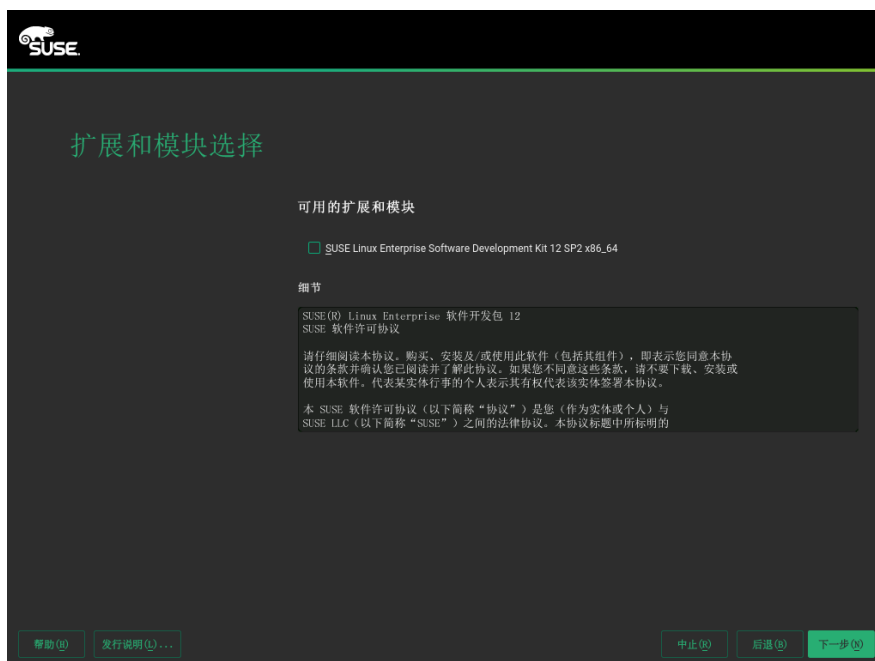 SUSE.
扩展和模块选择
可用的扩展和模块
SUSE Linux Enterprise Software Development Kit 12 SP2 x86_64
细节
SUSE(R) Linux Enterprise 软件开发包 12
SUSE 软件许可协议
请仔细阅读本协议。购买、安装及/或使用此软件（包括其组件），即表示您同意本协
议的条款并确认您已阅读并了解此协议。如果您不同意这些条款，请不要下载、安装或
使用本软件。代表某实体行事的个人表示其有权代表该实体签署本协议。
本 SUSE 软件许可协议（以下简称“协议”）是您（作为实体或个人）与
SUSE LLC（以下简称“SUSE”）之间的法律协议。本协议标题中所标明的
帮助(H) 发行说明(L)... 中止(R) 后退(B) 下一步(N)